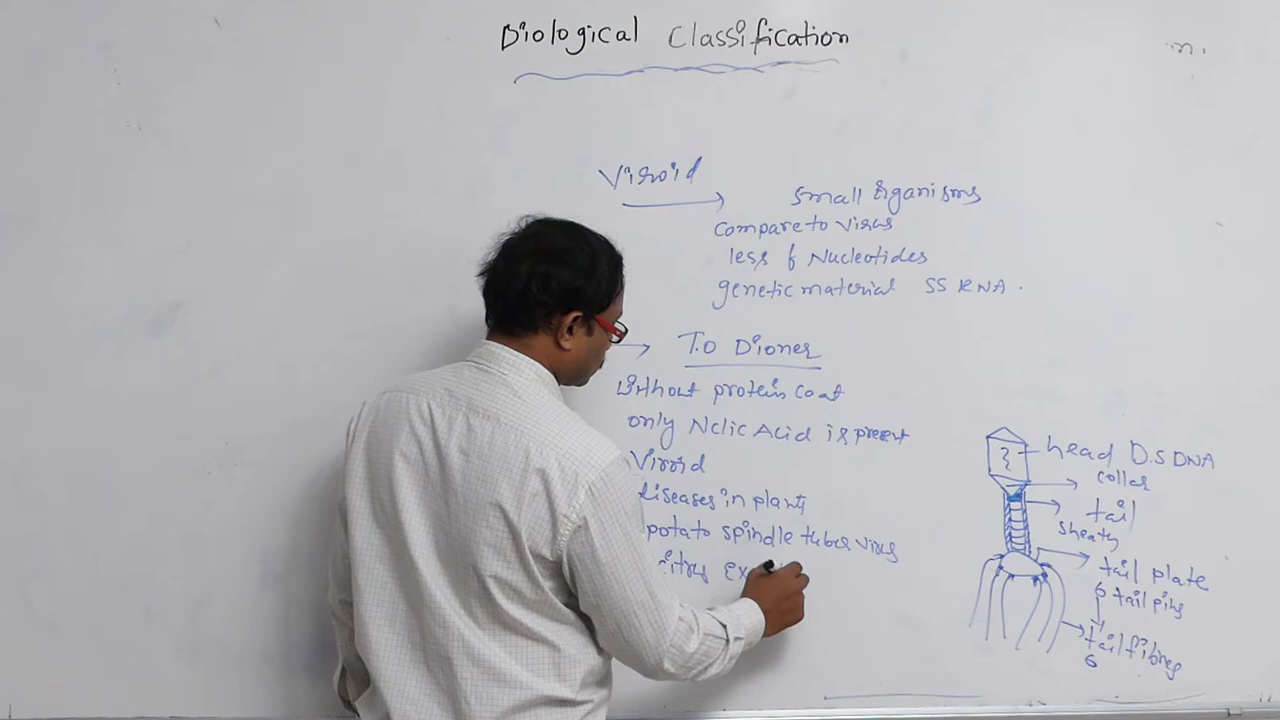 Biological Classification
Viroid
Small organisms
Compare to Virus
less of Nucleotides
genetic material SS RNA.
T.O Dioner
Without protein coat
only Nclic Acid is present
Viroid
diseases in plants
potato spindle tuber virus
citrus Ex
head D.S DNA
collar
tail
Sheath
tail plate
6 tail pins
tail fibres
6